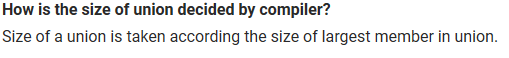 How is the size of union decided by compiler?
Size of a union is taken according the size of largest member in union.